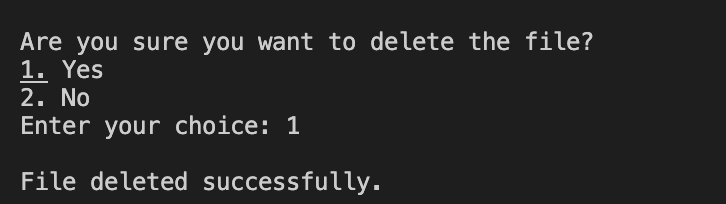 Are you sure you want to delete the file?
1. Yes
2. No
Enter your choice: 1
File deleted successfully.